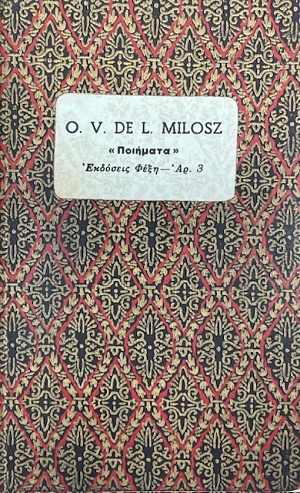 O. V. DE L. MILOSZ
« Ποιήματα »
Ἐκδόσεις Φέξη—Ἀρ. 3